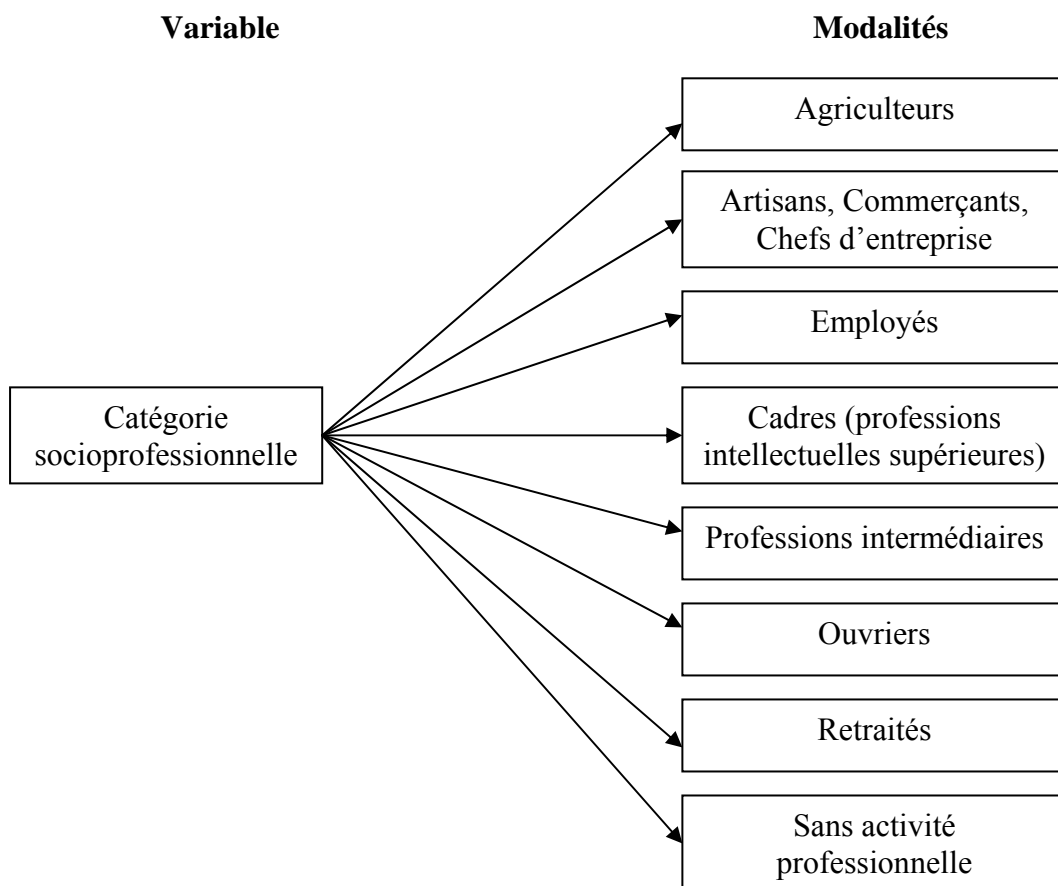 Variable
Modalités
Agriculteurs
Artisans, Commerçants,
Chefs d’entreprise
Employés
Catégorie
socioprofessionnelle
Cadres (professions
intellectuelles supérieures)
Professions intermédiaires
Ouvriers
Retraités
Sans activité
professionnelle